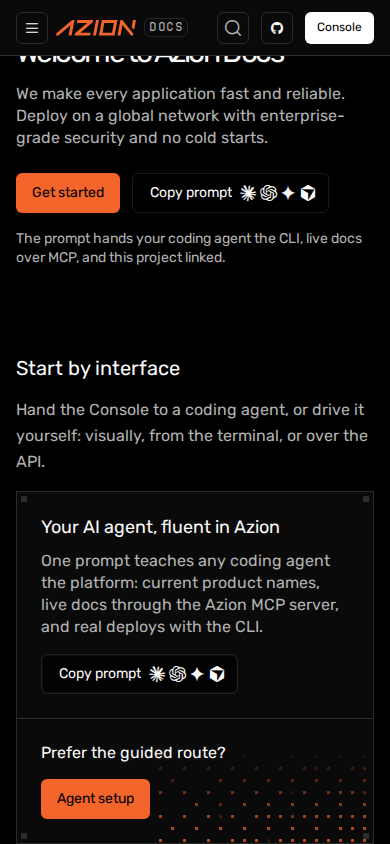 AZION DOCS Console
Welcome to Azion Docs
We make every application fast and reliable.
Deploy on a global network with enterprise-
grade security and no cold starts.
Get started Copy prompt
The prompt hands your coding agent the CLI, live docs
over MCP, and this project linked.
Start by interface
Hand the Console to a coding agent, or drive it
yourself: visually, from the terminal, or over the
API.
Your AI agent, fluent in Azion
One prompt teaches any coding agent
the platform: current product names,
live docs through the Azion MCP server,
and real deploys with the CLI.
Copy prompt
Prefer the guided route?
Agent setup